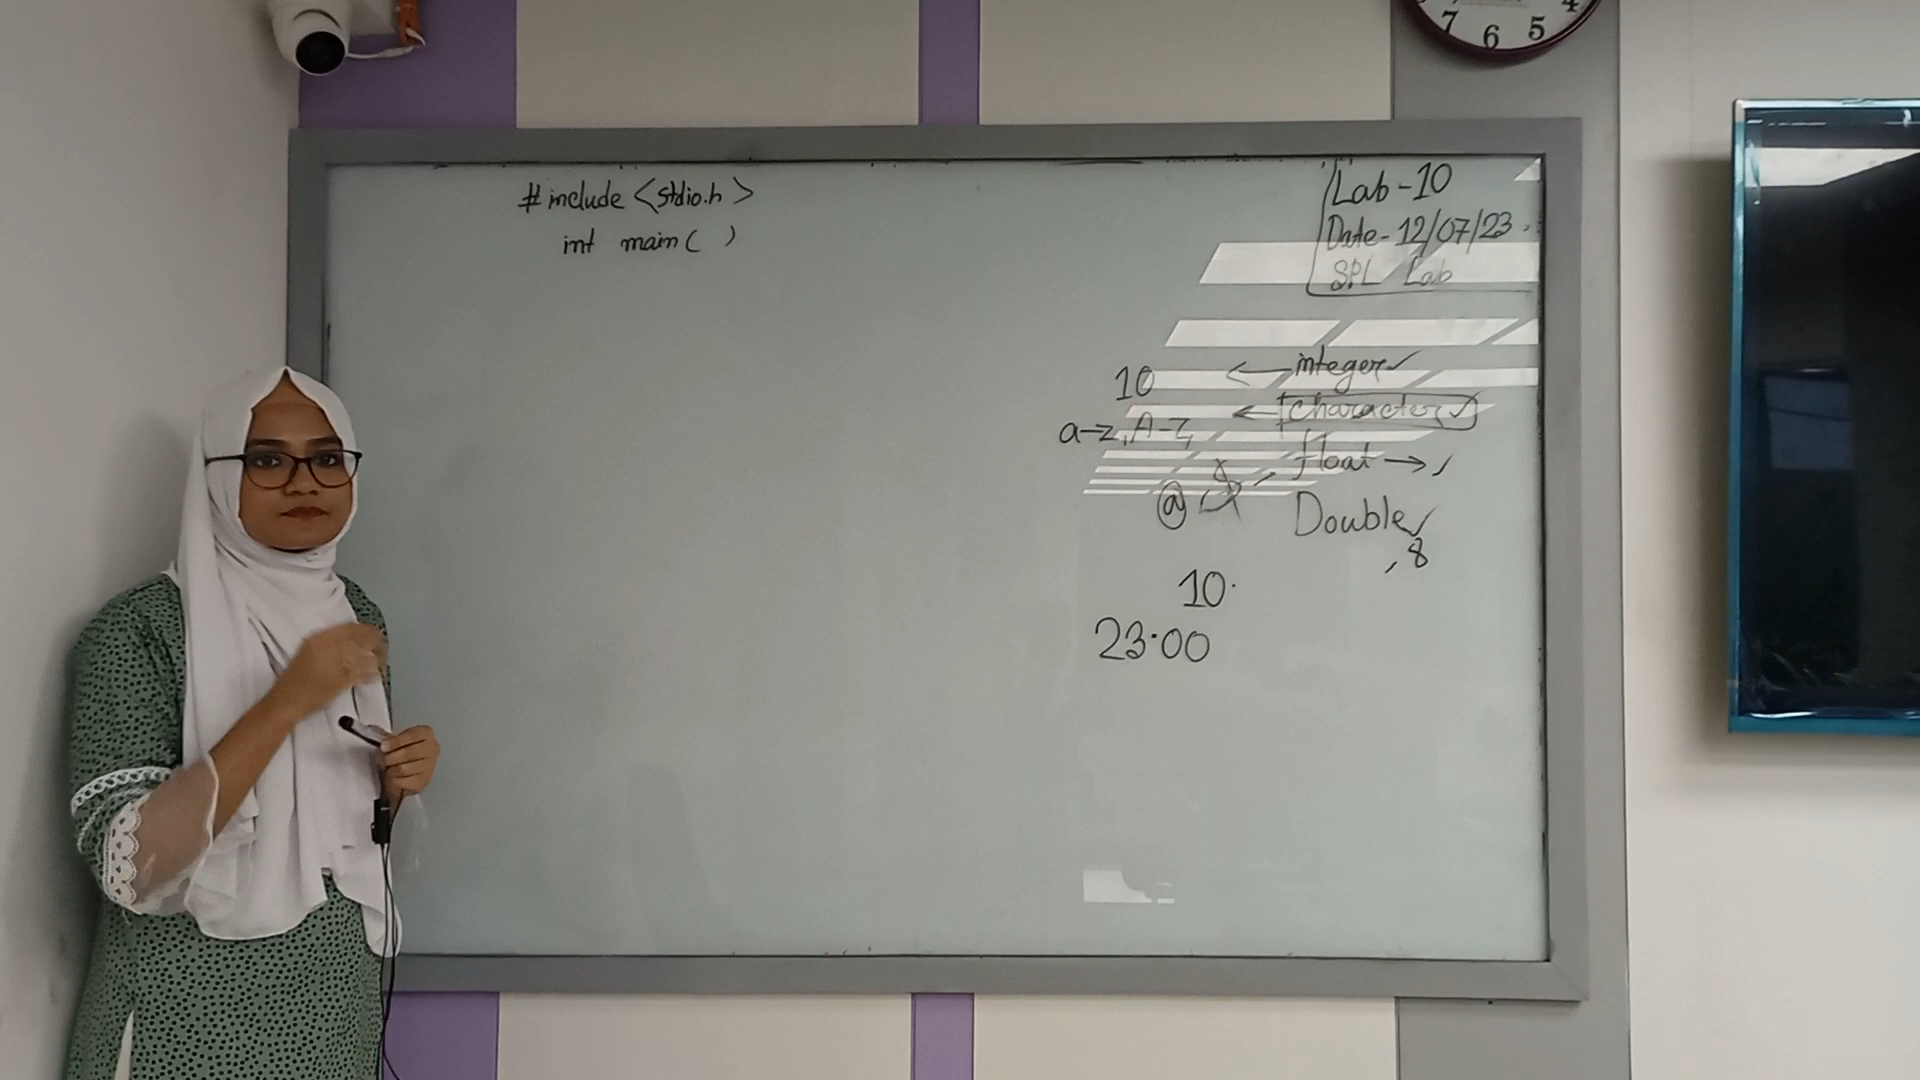 # include <stdio.h>
int main( )
Lab-10
Date- 12/07/23
SPL Lab
10 ← integer ✓
a-z, A-Z ← character ✓
@ & - float →
Double ✓
, 8
10.
23.00
7 6 5 4